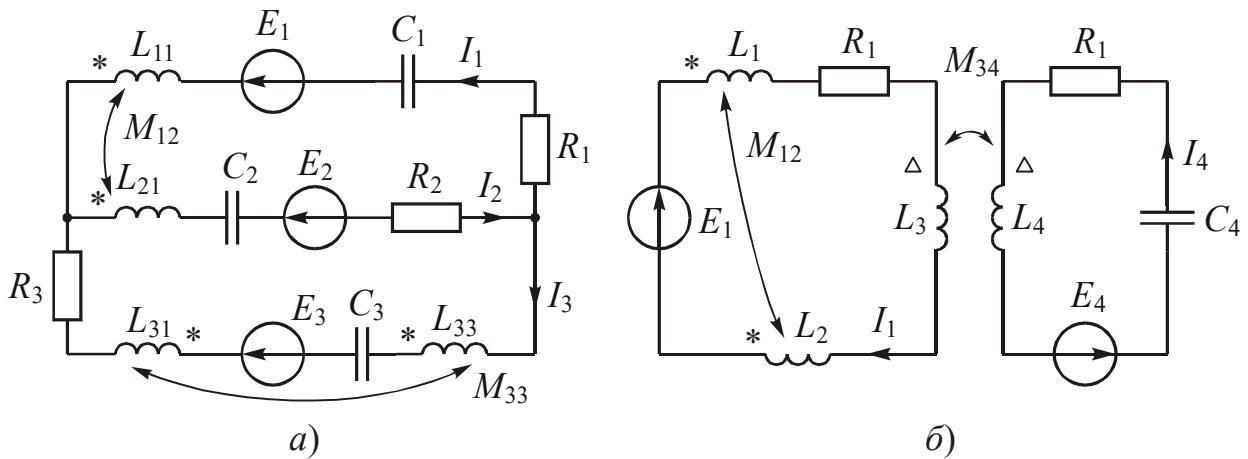 * L11 E1 C1 I1
M12 R1
* L21 C2 E2 R2 I2
R3 L31 * E3 C3 * L33 I3
M33
а)
* L1 R1 M34 R1
M12 △ △ I4
E1 L3 L4 C4
* L2 I1 E4
б)